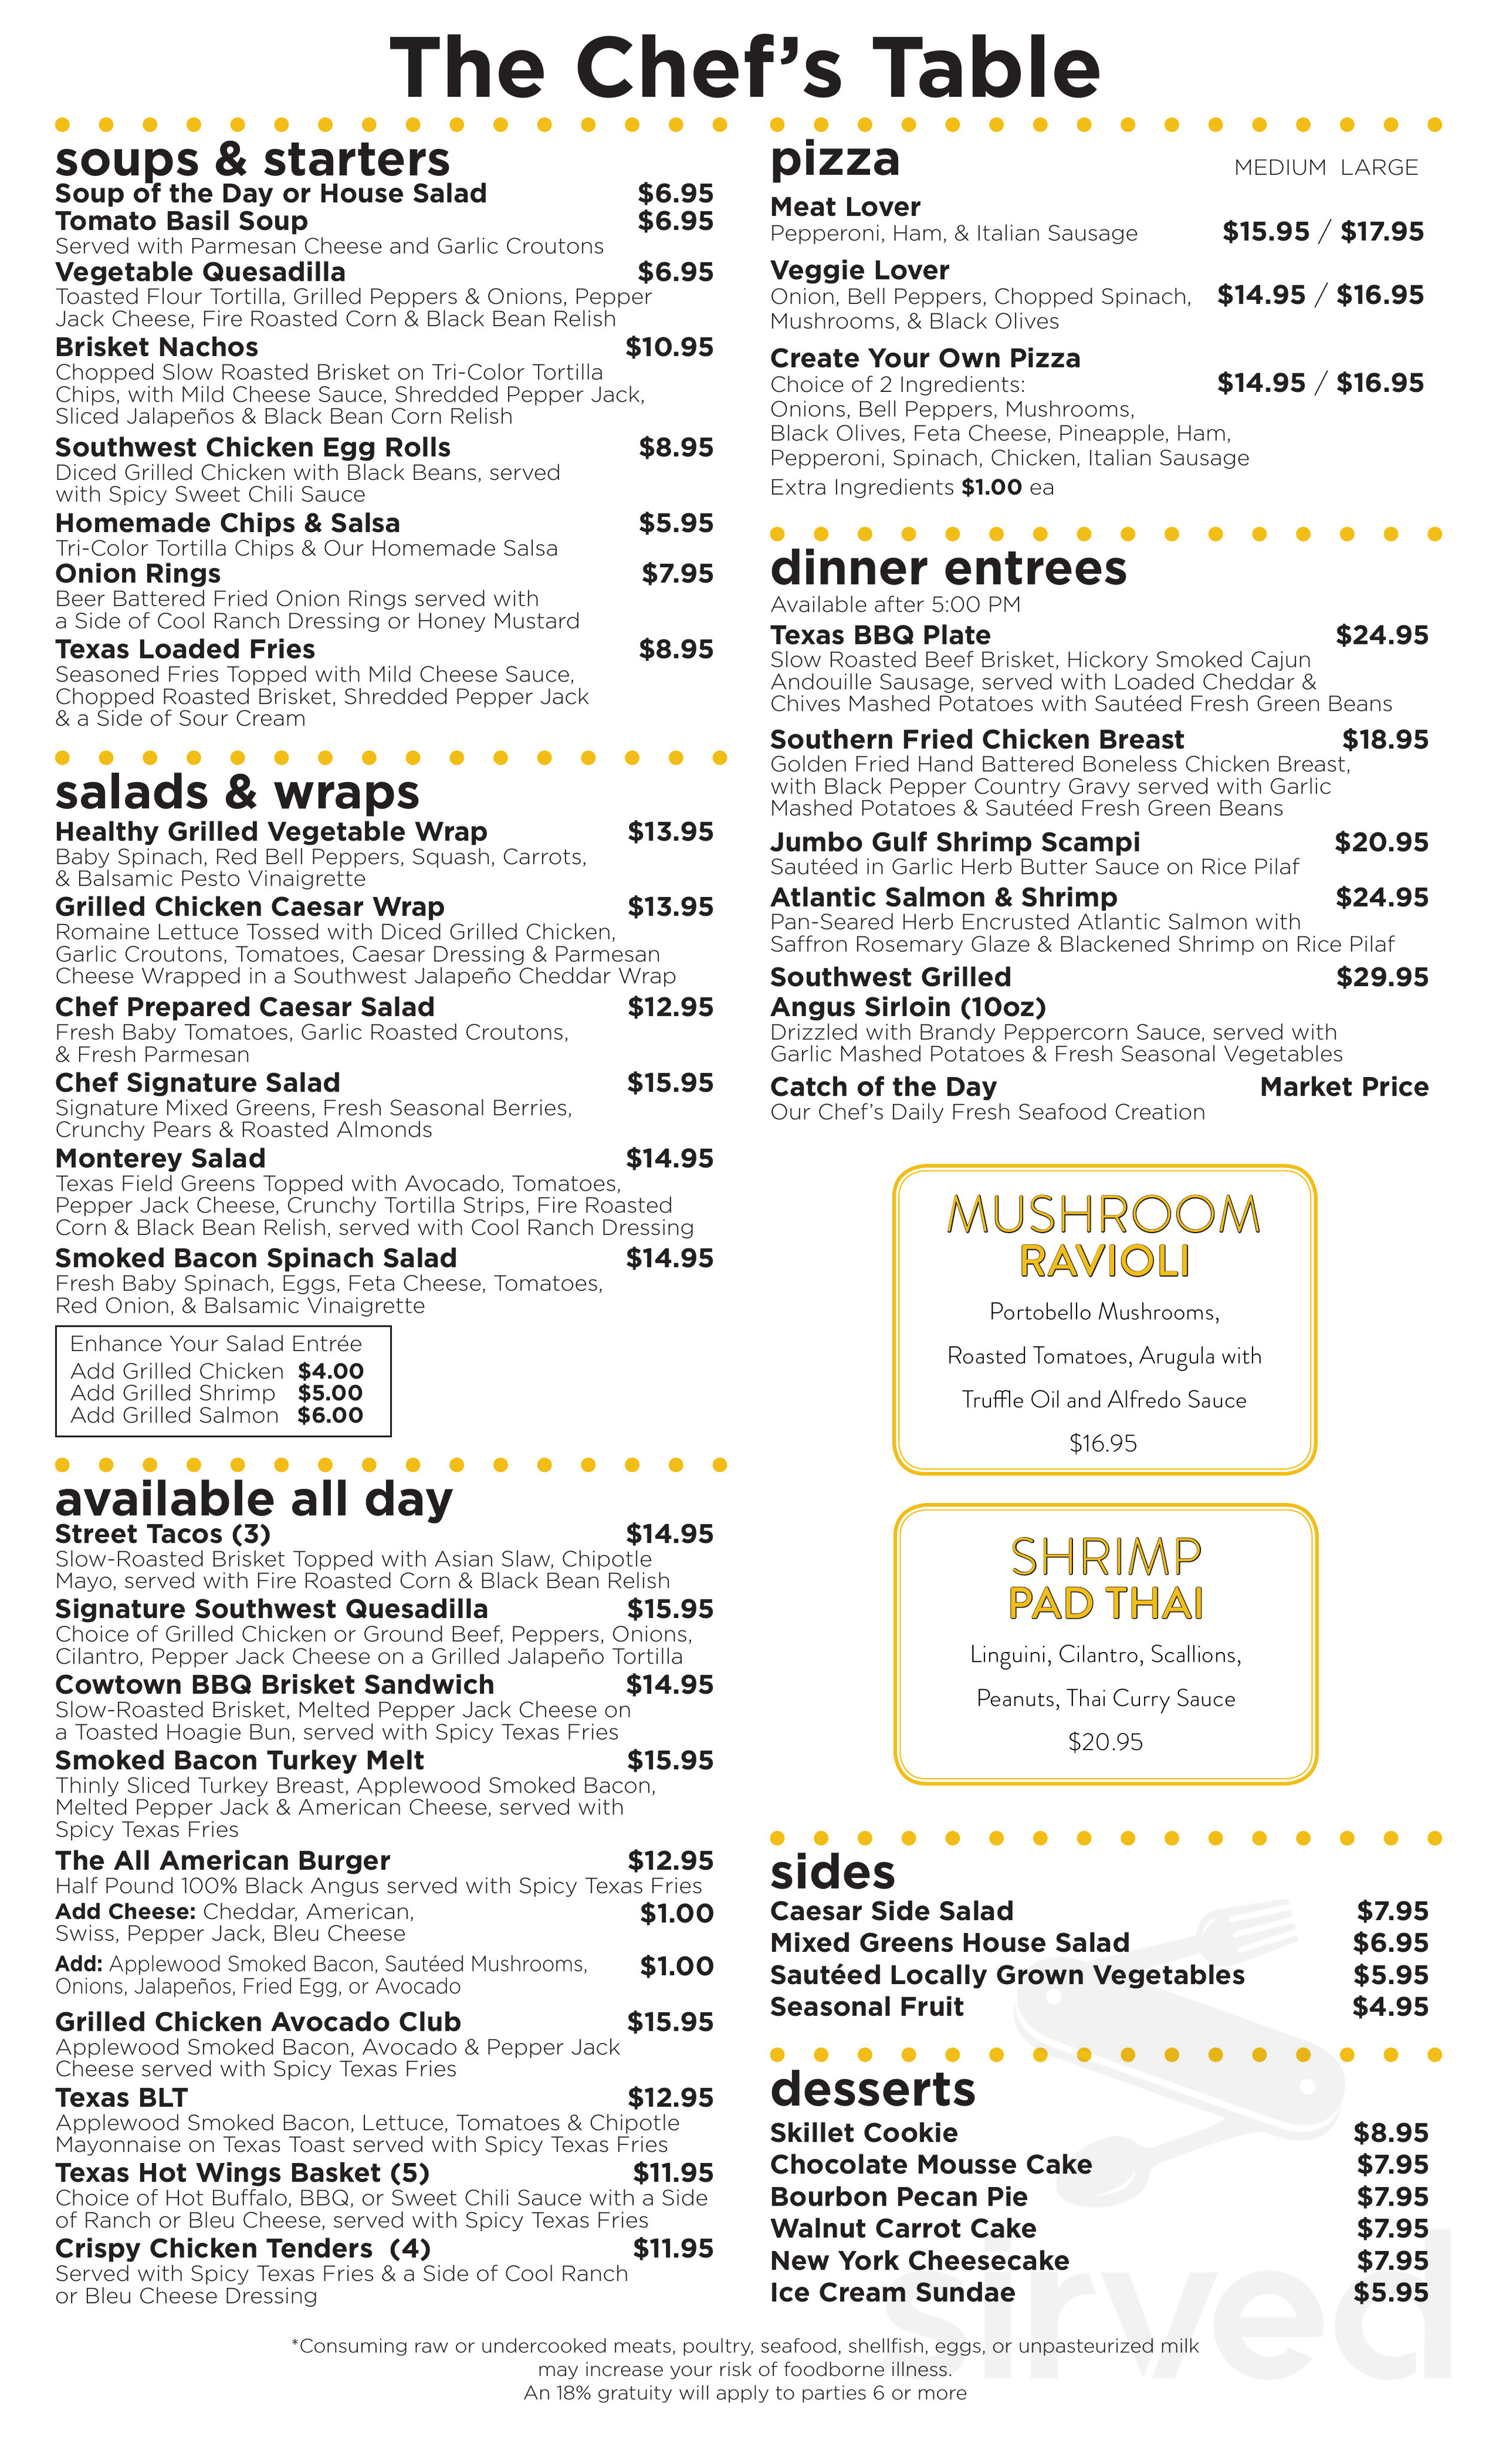 The Chef's Table
soups & starters
Soup of the Day or House Salad $6.95
Tomato Basil Soup $6.95
Served with Parmesan Cheese and Garlic Croutons
Vegetable Quesadilla $6.95
Toasted Flour Tortilla, Grilled Peppers & Onions, Pepper
Jack Cheese, Fire Roasted Corn & Black Bean Relish
Brisket Nachos $10.95
Chopped Slow Roasted Brisket on Tri-Color Tortilla
Chips, with Mild Cheese Sauce, Shredded Pepper Jack,
Sliced Jalapeños & Black Bean Corn Relish
Southwest Chicken Egg Rolls $8.95
Diced Grilled Chicken with Black Beans, served
with Spicy Sweet Chili Sauce
Homemade Chips & Salsa $5.95
Tri-Color Tortilla Chips & Our Homemade Salsa
Onion Rings $7.95
Beer Battered Fried Onion Rings served with
a Side of Cool Ranch Dressing or Honey Mustard
Texas Loaded Fries $8.95
Seasoned Fries Topped with Mild Cheese Sauce,
Chopped Roasted Brisket, Shredded Pepper Jack
& a Side of Sour Cream
salads & wraps
Healthy Grilled Vegetable Wrap $13.95
Baby Spinach, Red Bell Peppers, Squash, Carrots,
& Balsamic Pesto Vinaigrette
Grilled Chicken Caesar Wrap $13.95
Romaine Lettuce Tossed with Diced Grilled Chicken,
Garlic Croutons, Tomatoes, Caesar Dressing & Parmesan
Cheese Wrapped in a Southwest Jalapeño Cheddar Wrap
Chef Prepared Caesar Salad $12.95
Fresh Baby Tomatoes, Garlic Roasted Croutons,
& Fresh Parmesan
Chef Signature Salad $15.95
Signature Mixed Greens, Fresh Seasonal Berries,
Crunchy Pears & Roasted Almonds
Monterey Salad $14.95
Texas Field Greens Topped with Avocado, Tomatoes,
Pepper Jack Cheese, Crunchy Tortilla Strips, Fire Roasted
Corn & Black Bean Relish, served with Cool Ranch Dressing
Smoked Bacon Spinach Salad $14.95
Fresh Baby Spinach, Eggs, Feta Cheese, Tomatoes,
Red Onion, & Balsamic Vinaigrette
Enhance Your Salad Entrée
Add Grilled Chicken $4.00
Add Grilled Shrimp $5.00
Add Grilled Salmon $6.00
available all day
Street Tacos (3) $14.95
Slow-Roasted Brisket Topped with Asian Slaw, Chipotle
Mayo, served with Fire Roasted Corn & Black Bean Relish
Signature Southwest Quesadilla $15.95
Choice of Grilled Chicken or Ground Beef, Peppers, Onions,
Cilantro, Pepper Jack Cheese on a Grilled Jalapeño Tortilla
Cowtown BBQ Brisket Sandwich $14.95
Slow-Roasted Brisket, Melted Pepper Jack Cheese on
a Toasted Hoagie Bun, served with Spicy Texas Fries
Smoked Bacon Turkey Melt $15.95
Thinly Sliced Turkey Breast, Applewood Smoked Bacon,
Melted Pepper Jack & American Cheese, served with
Spicy Texas Fries
The All American Burger $12.95
Half Pound 100% Black Angus served with Spicy Texas Fries
Add Cheese: Cheddar, American, $1.00
Swiss, Pepper Jack, Bleu Cheese
Add: Applewood Smoked Bacon, Sautéed Mushrooms, $1.00
Onions, Jalapeños, Fried Egg, or Avocado
Grilled Chicken Avocado Club $15.95
Applewood Smoked Bacon, Avocado & Pepper Jack
Cheese served with Spicy Texas Fries
Texas BLT $12.95
Applewood Smoked Bacon, Lettuce, Tomatoes & Chipotle
Mayonnaise on Texas Toast served with Spicy Texas Fries
Texas Hot Wings Basket (5) $11.95
Choice of Hot Buffalo, BBQ, or Sweet Chili Sauce with a Side
of Ranch or Bleu Cheese, served with Spicy Texas Fries
Crispy Chicken Tenders (4) $11.95
Served with Spicy Texas Fries & a Side of Cool Ranch
or Bleu Cheese Dressing
pizza MEDIUM LARGE
Meat Lover
Pepperoni, Ham, & Italian Sausage $15.95 / $17.95
Veggie Lover
Onion, Bell Peppers, Chopped Spinach, $14.95 / $16.95
Mushrooms, & Black Olives
Create Your Own Pizza
Choice of 2 Ingredients: $14.95 / $16.95
Onions, Bell Peppers, Mushrooms,
Black Olives, Feta Cheese, Pineapple, Ham,
Pepperoni, Spinach, Chicken, Italian Sausage
Extra Ingredients $1.00 ea
dinner entrees
Available after 5:00 PM
Texas BBQ Plate $24.95
Slow Roasted Beef Brisket, Hickory Smoked Cajun
Andouille Sausage, served with Loaded Cheddar &
Chives Mashed Potatoes with Sautéed Fresh Green Beans
Southern Fried Chicken Breast $18.95
Golden Fried Hand Battered Boneless Chicken Breast,
with Black Pepper Country Gravy served with Garlic
Mashed Potatoes & Sautéed Fresh Green Beans
Jumbo Gulf Shrimp Scampi $20.95
Sautéed in Garlic Herb Butter Sauce on Rice Pilaf
Atlantic Salmon & Shrimp $24.95
Pan-Seared Herb Encrusted Atlantic Salmon with
Saffron Rosemary Glaze & Blackened Shrimp on Rice Pilaf
Southwest Grilled $29.95
Angus Sirloin (10oz)
Drizzled with Brandy Peppercorn Sauce, served with
Garlic Mashed Potatoes & Fresh Seasonal Vegetables
Catch of the Day Market Price
Our Chef's Daily Fresh Seafood Creation
MUSHROOM
RAVIOLI
Portobello Mushrooms,
Roasted Tomatoes, Arugula with
Truffle Oil and Alfredo Sauce
$16.95
SHRIMP
PAD THAI
Linguini, Cilantro, Scallions,
Peanuts, Thai Curry Sauce
$20.95
sides
Caesar Side Salad $7.95
Mixed Greens House Salad $6.95
Sautéed Locally Grown Vegetables $5.95
Seasonal Fruit $4.95
desserts
Skillet Cookie $8.95
Chocolate Mousse Cake $7.95
Bourbon Pecan Pie $7.95
Walnut Carrot Cake $7.95
New York Cheesecake $7.95
Ice Cream Sundae $5.95
sirved
*Consuming raw or undercooked meats, poultry, seafood, shellfish, eggs, or unpasteurized milk
may increase your risk of foodborne illness.
An 18% gratuity will apply to parties 6 or more